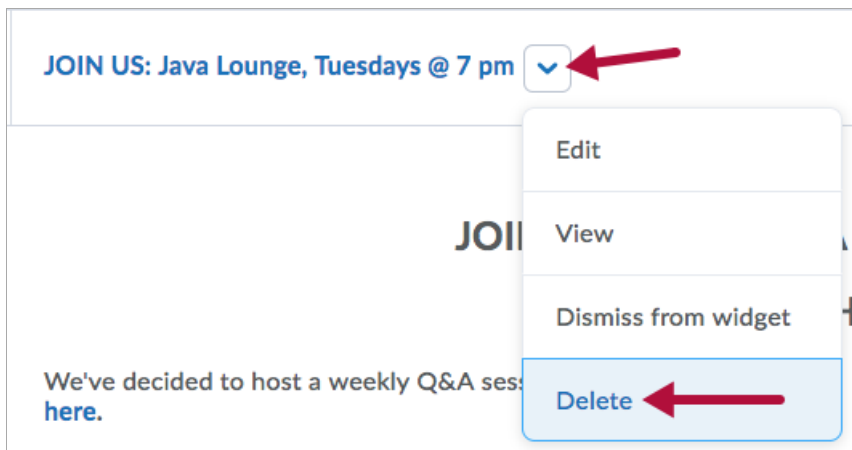 JOIN US: Java Lounge, Tuesdays @ 7 pm
Edit
View
Dismiss from widget
Delete
We've decided to host a weekly Q&A
here.